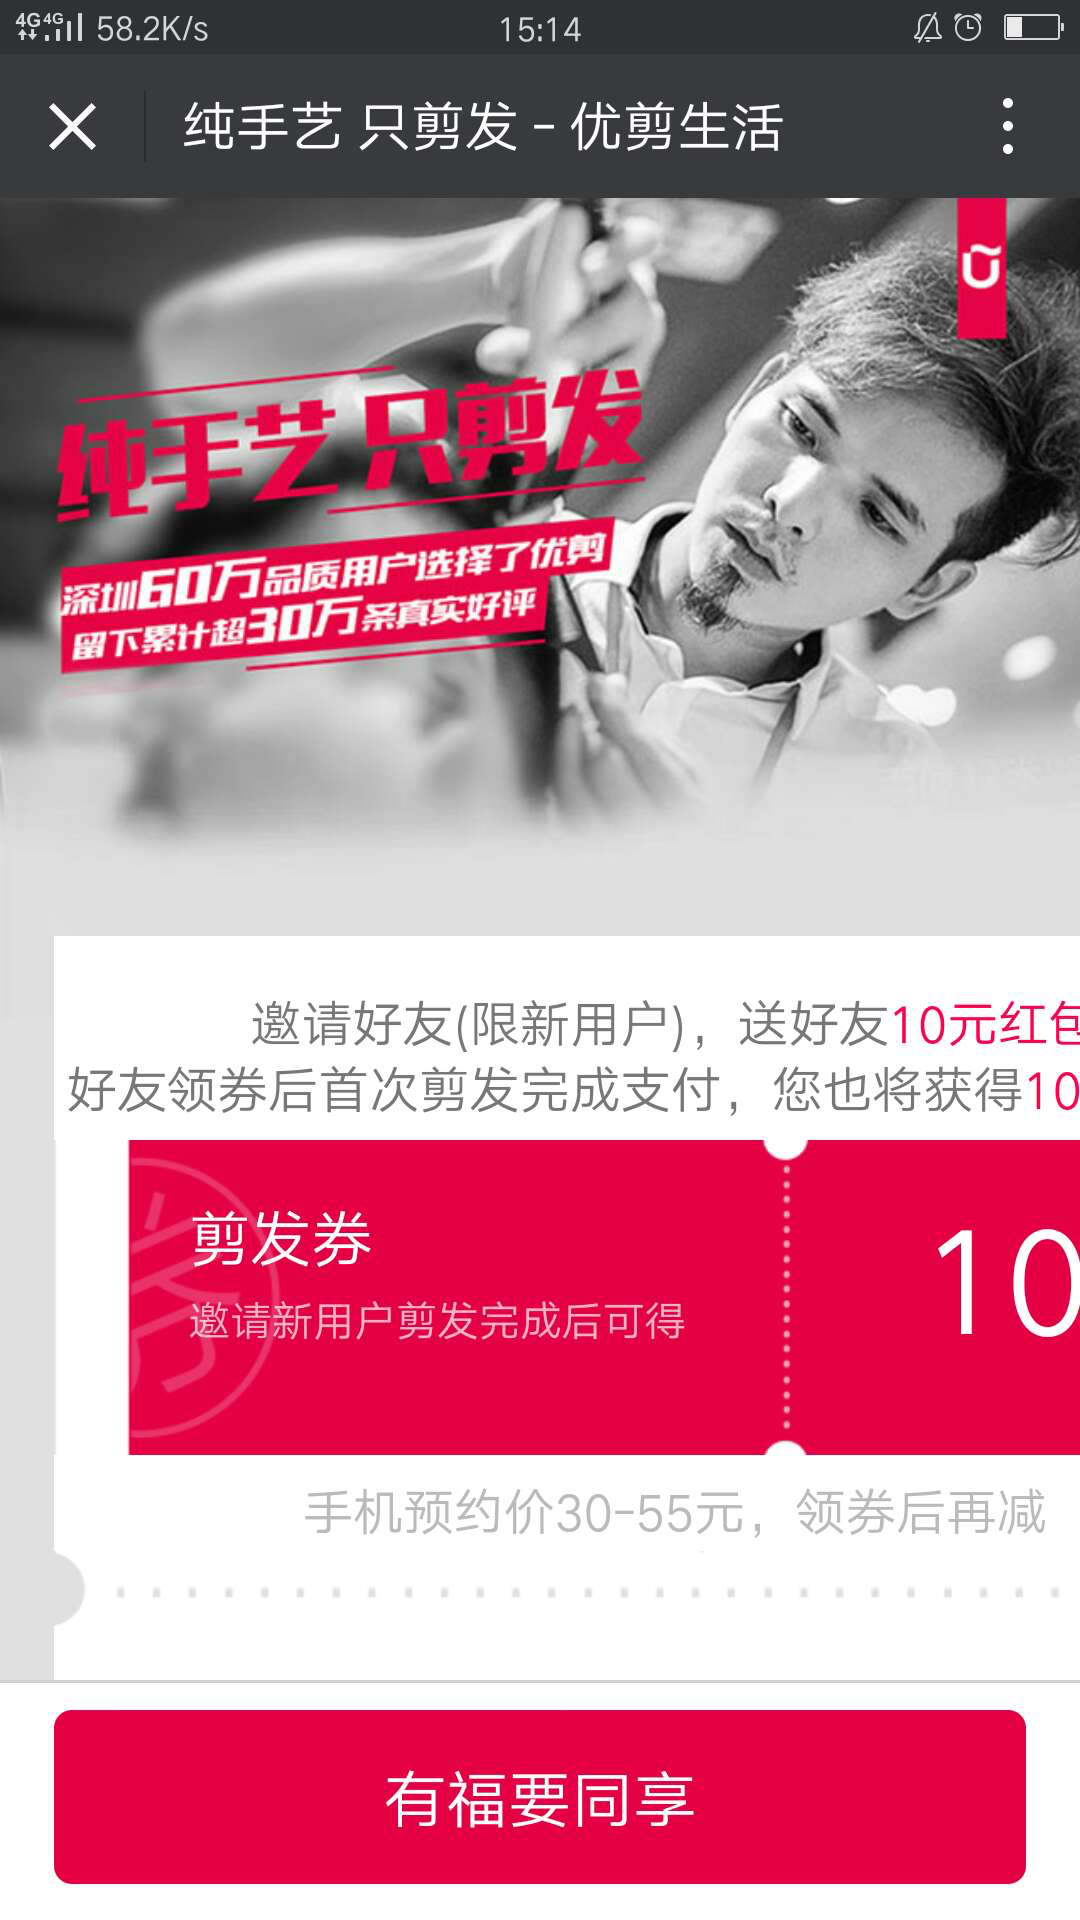 4G 4G 58.2K/s 15:14
纯手艺 只剪发 - 优剪生活
纯手艺 只剪发
深圳60万品质用户选择了优剪
留下累计超30万条真实好评
邀请好友(限新用户)，送好友10元红包
好友领券后首次剪发完成支付，您也将获得10
剪发券
10
邀请新用户剪发完成后可得
手机预约价30-55元，领券后再减
有福要同享